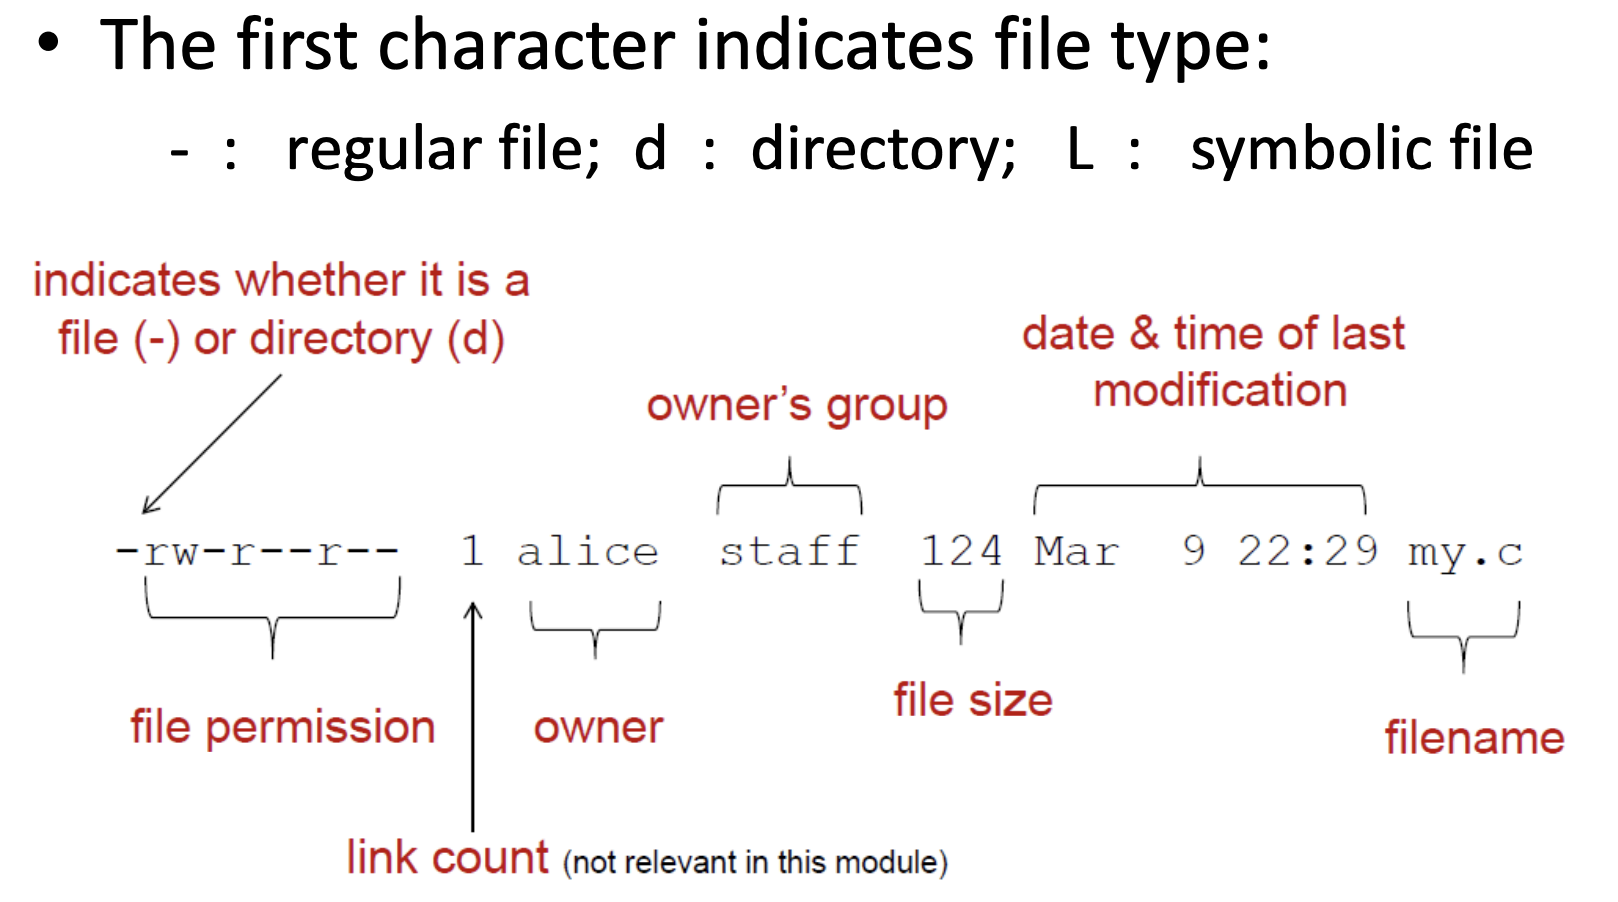 • The first character indicates file type:
- : regular file; d : directory; L : symbolic file
indicates whether it is a
file (-) or directory (d)
date & time of last
modification
owner’s group
-rw-r--r-- 1 alice staff 124 Mar 9 22:29 my.c
file permission
owner
file size
filename
link count (not relevant in this module)